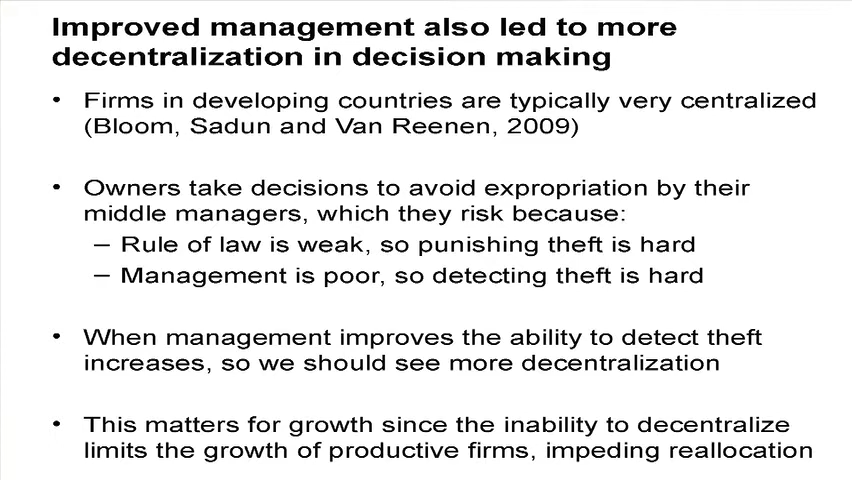 Improved management also led to more
decentralization in decision making
• Firms in developing countries are typically very centralized
(Bloom, Sadun and Van Reenen, 2009)
• Owners take decisions to avoid expropriation by their
middle managers, which they risk because:
– Rule of law is weak, so punishing theft is hard
– Management is poor, so detecting theft is hard
• When management improves the ability to detect theft
increases, so we should see more decentralization
• This matters for growth since the inability to decentralize
limits the growth of productive firms, impeding reallocation